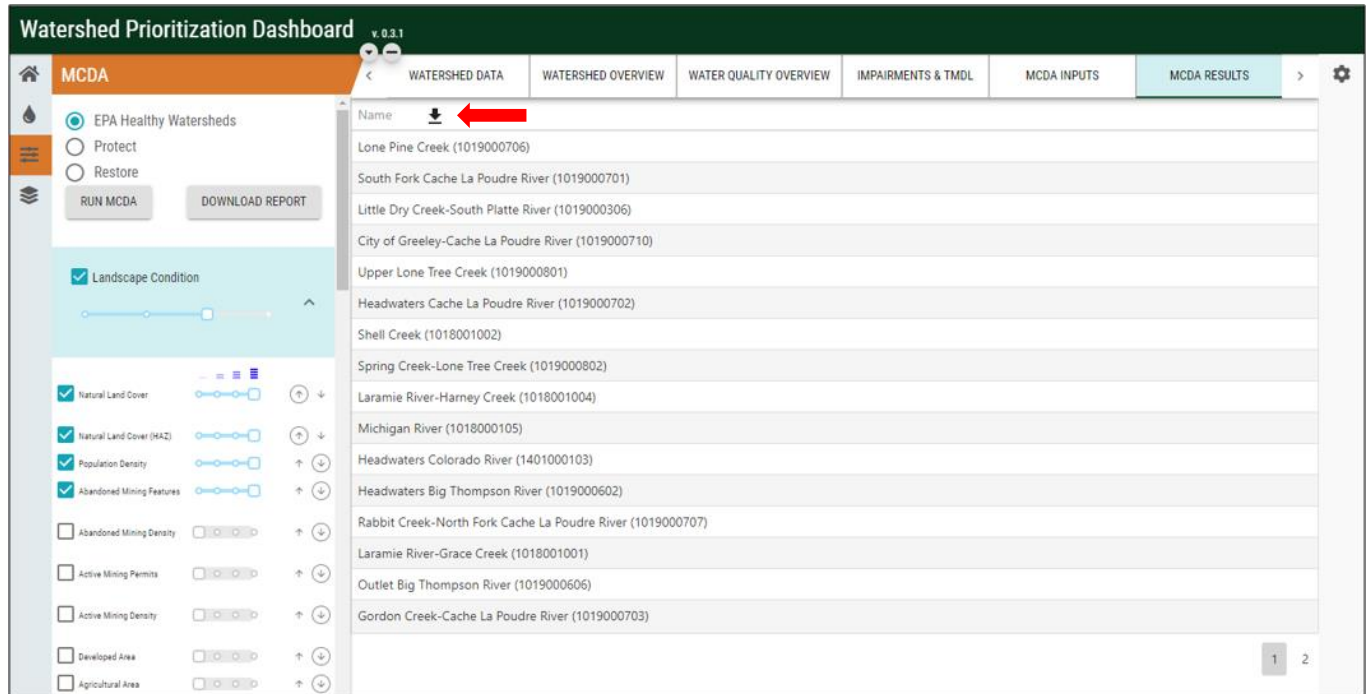 Watershed Prioritization Dashboard v. 0.3.1
MCDA
WATERSHED DATA WATERSHED OVERVIEW WATER QUALITY OVERVIEW IMPAIRMENTS & TMDL MCDA INPUTS MCDA RESULTS
EPA Healthy Watersheds
Protect
Restore
RUN MCDA DOWNLOAD REPORT
Landscape Condition
Natural Land Cover
Natural Land Cover (HAZ)
Population Density
Abandoned Mining Features
Abandoned Mining Density
Active Mining Permits
Active Mining Density
Developed Area
Agricultural Area
Name
Lone Pine Creek (1019000706)
South Fork Cache La Poudre River (1019000701)
Little Dry Creek-South Platte River (1019000306)
City of Greeley-Cache La Poudre River (1019000710)
Upper Lone Tree Creek (1019000801)
Headwaters Cache La Poudre River (1019000702)
Shell Creek (1018001002)
Spring Creek-Lone Tree Creek (1019000802)
Laramie River-Harney Creek (1018001004)
Michigan River (1018000105)
Headwaters Colorado River (1401000103)
Headwaters Big Thompson River (1019000602)
Rabbit Creek-North Fork Cache La Poudre River (1019000707)
Laramie River-Grace Creek (1018001001)
Outlet Big Thompson River (1019000606)
Gordon Creek-Cache La Poudre River (1019000703)
1 2